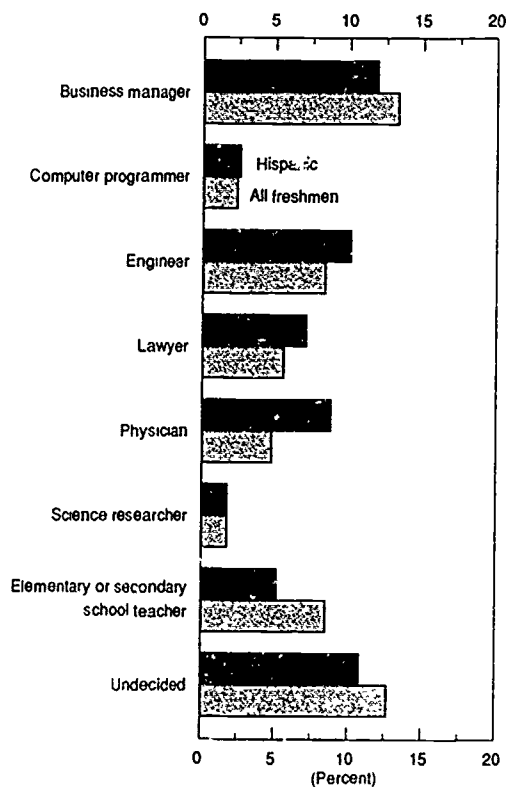 0 5 10 15 20
Business manager
Computer programmer
Hispanic
All freshmen
Engineer
Lawyer
Physician
Science researcher
Elementary or secondary
school teacher
Undecided
0 5 10 15 20
(Percent)